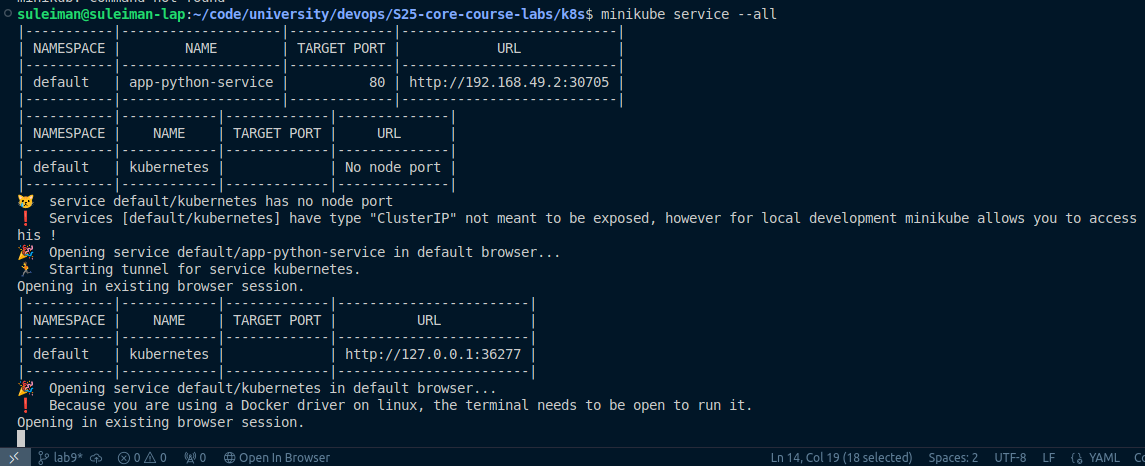 minikub: command not found
suleiman@suleiman-lap:~/code/university/devops/S25-core-course-labs/k8s$ minikube service --all
|-----------|--------------------|-------------|---------------------------|
| NAMESPACE |        NAME        | TARGET PORT |            URL            |
|-----------|--------------------|-------------|---------------------------|
| default   | app-python-service |          80 | http://192.168.49.2:30705 |
|-----------|--------------------|-------------|---------------------------|
|-----------|------------|-------------|--------------|
| NAMESPACE |    NAME    | TARGET PORT |     URL      |
|-----------|------------|-------------|--------------|
| default   | kubernetes |             | No node port |
|-----------|------------|-------------|--------------|
😿  service default/kubernetes has no node port
❗  Services [default/kubernetes] have type "ClusterIP" not meant to be exposed, however for local development minikube allows you to access
his !
🎉  Opening service default/app-python-service in default browser...
🏃  Starting tunnel for service kubernetes.
Opening in existing browser session.
|-----------|------------|-------------|------------------------|
| NAMESPACE |    NAME    | TARGET PORT |          URL           |
|-----------|------------|-------------|------------------------|
| default   | kubernetes |             | http://127.0.0.1:36277 |
|-----------|------------|-------------|------------------------|
🎉  Opening service default/kubernetes in default browser...
❗  Because you are using a Docker driver on linux, the terminal needs to be open to run it.
Opening in existing browser session.
lab9* 0 0 0 Open In Browser Ln 14, Col 19 (18 selected) Spaces: 2 UTF-8 LF YAML Co